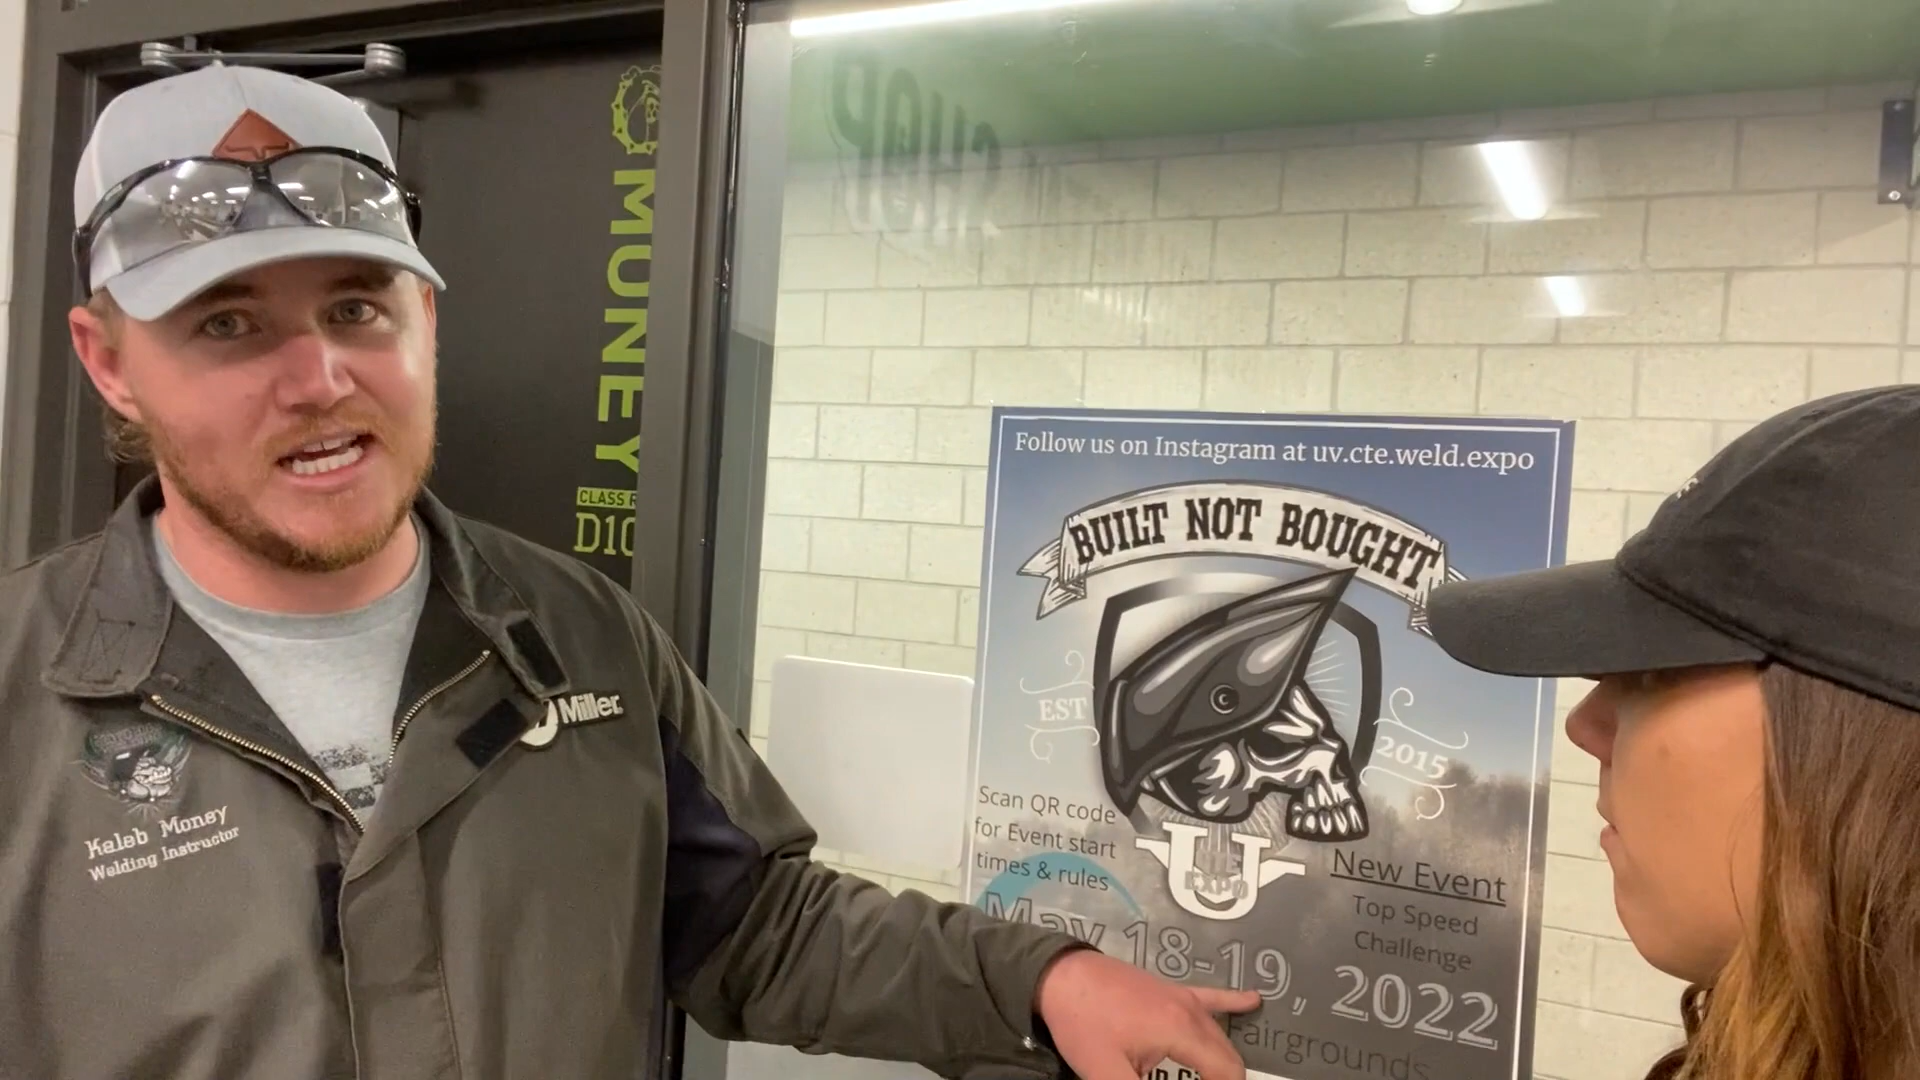 SHOP
MONEY
CLASS R
D10
Follow us on Instagram at uv.cte.weld.expo
BUILT NOT BOUGHT
EST
2015
Scan QR code
for Event start
times & rules
U
EXPO
New Event
Top Speed
Challenge
May 18-19, 2022
Fairgrounds
Miller
Kaleb Money
Welding Instructor